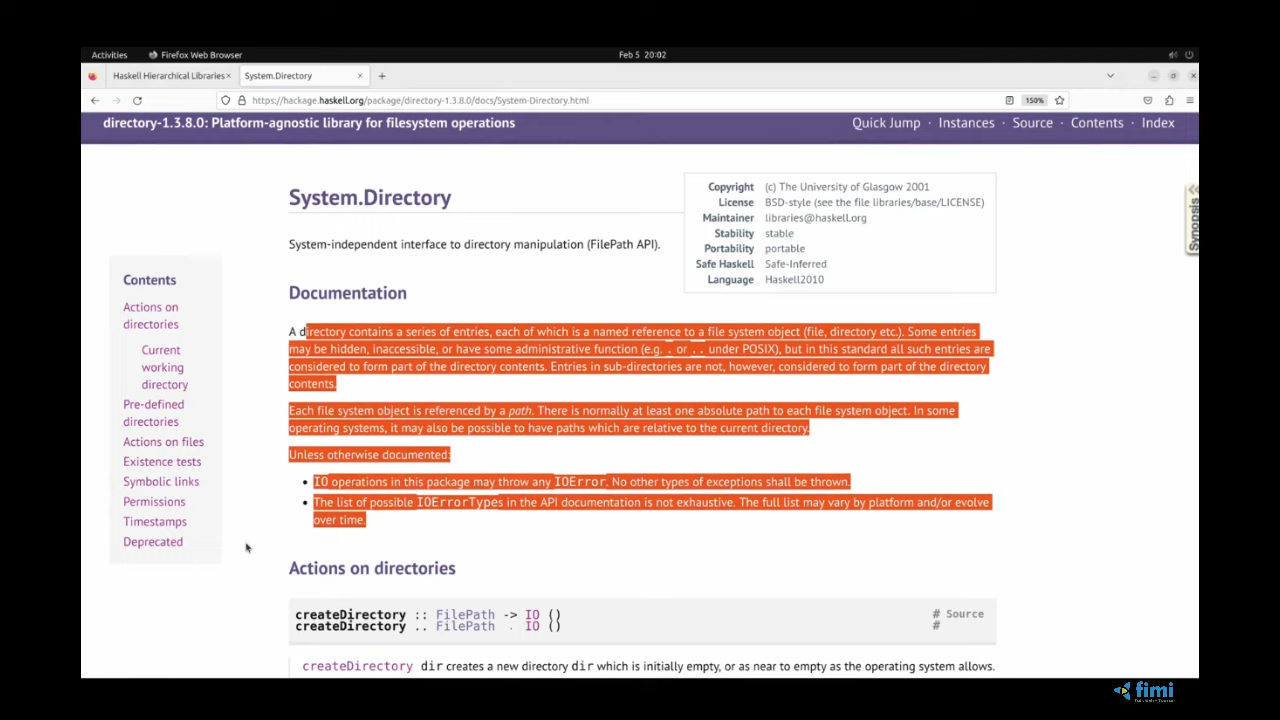 Activities Firefox Web Browser Feb 5 20:02
Haskell Hierarchical Libraries × System.Directory × +
https://hackage.haskell.org/package/directory-1.3.8.0/docs/System-Directory.html 150%
directory-1.3.8.0: Platform-agnostic library for filesystem operations Quick Jump · Instances · Source · Contents · Index
System.Directory
Copyright (c) The University of Glasgow 2001
License BSD-style (see the file libraries/base/LICENSE)
Maintainer libraries@haskell.org
Stability stable
Portability portable
Safe Haskell Safe-Inferred
Language Haskell2010
Synopsis
System-independent interface to directory manipulation (FilePath API).
Contents
Actions on
directories
Current
working
directory
Pre-defined
directories
Actions on files
Existence tests
Symbolic links
Permissions
Timestamps
Deprecated
Documentation
A directory contains a series of entries, each of which is a named reference to a file system object (file, directory etc.). Some entries
may be hidden, inaccessible, or have some administrative function (e.g. . or .. under POSIX), but in this standard all such entries are
considered to form part of the directory contents. Entries in sub-directories are not, however, considered to form part of the directory
contents.
Each file system object is referenced by a path. There is normally at least one absolute path to each file system object. In some
operating systems, it may also be possible to have paths which are relative to the current directory.
Unless otherwise documented:
• IO operations in this package may throw any IOError. No other types of exceptions shall be thrown.
• The list of possible IOErrorTypes in the API documentation is not exhaustive. The full list may vary by platform and/or evolve
over time.
Actions on directories
createDirectory :: FilePath -> IO () # Source
createDirectory .. FilePath . IO () #
createDirectory dir creates a new directory dir which is initially empty, or as near to empty as the operating system allows.
fimi